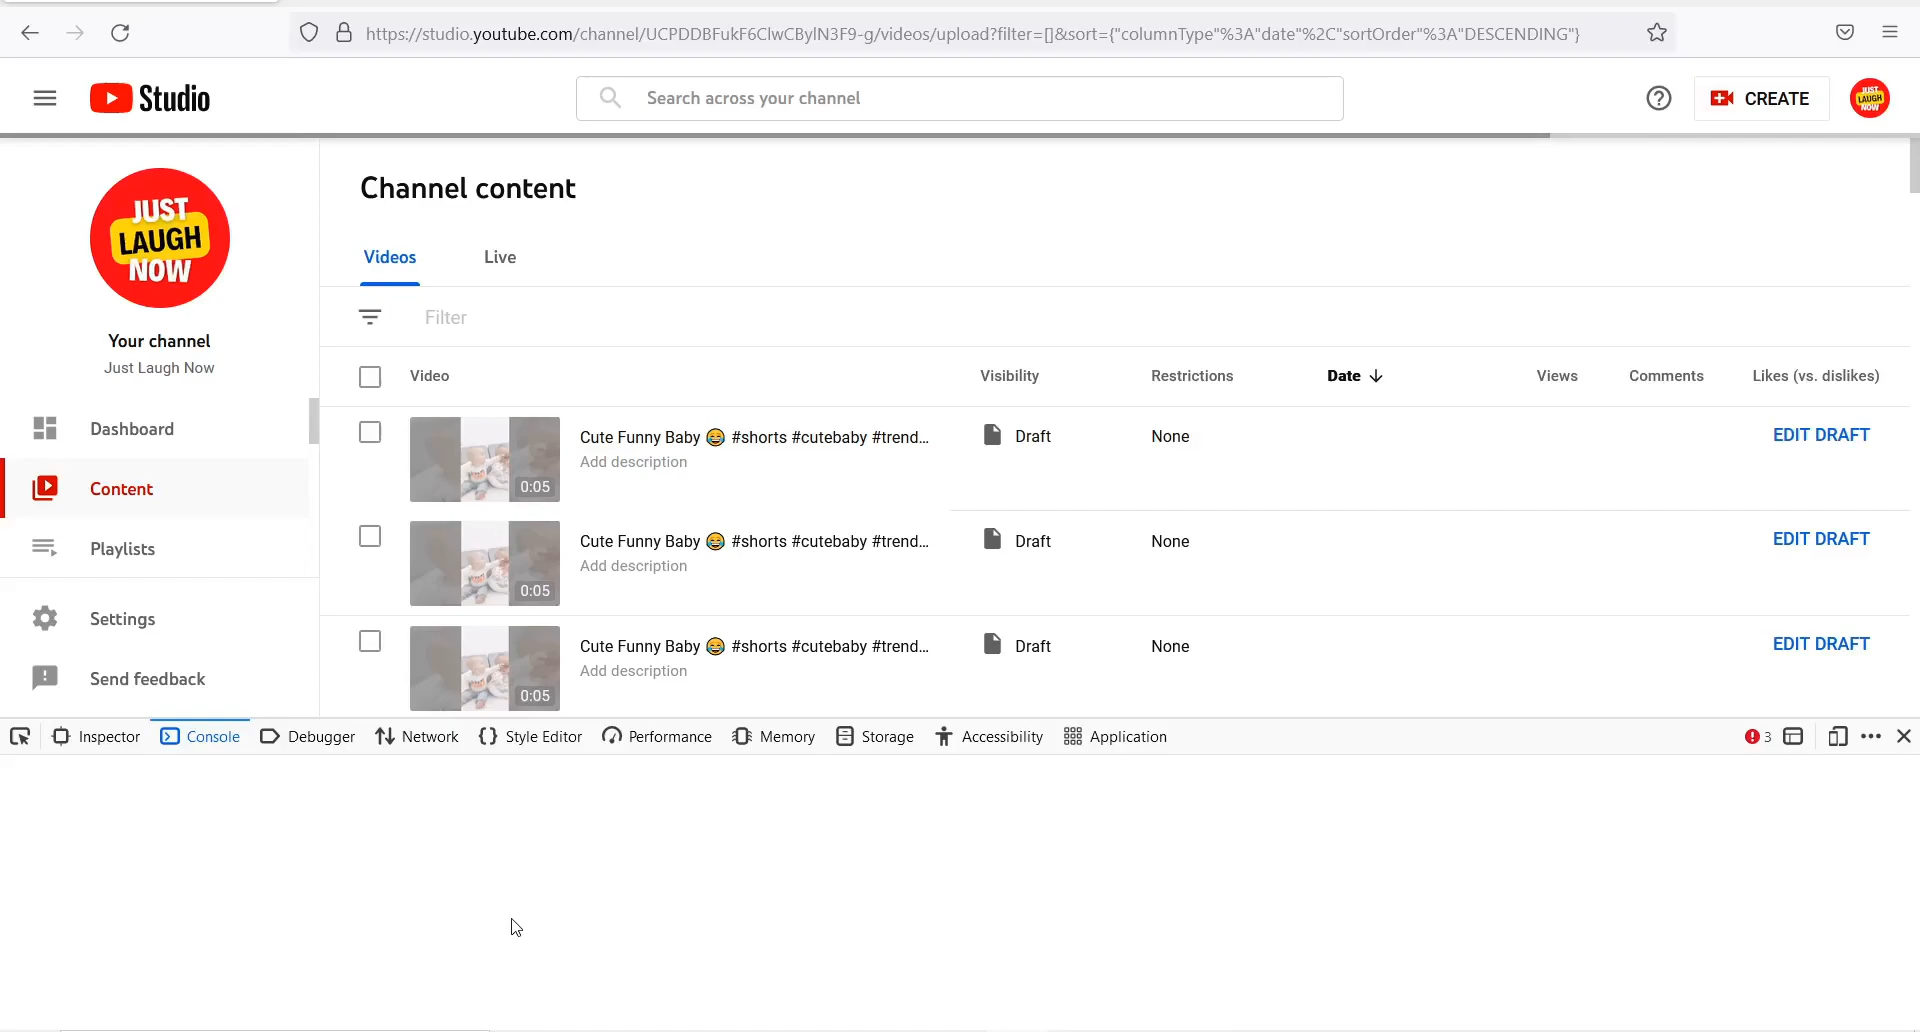 https://studio.youtube.com/channel/UCPDDBFukF6ClwCBylN3F9-g/videos/upload?filter=[]&sort={"columnType"%3A"date"%2C"sortOrder"%3A"DESCENDING"}
Studio
Search across your channel
CREATE
JUST
LAUGH
NOW
JUST
LAUGH
NOW
Your channel
Just Laugh Now
Dashboard
Content
Playlists
Settings
Send feedback
Channel content
Videos Live
Filter
Video Visibility Restrictions Date Views Comments Likes (vs. dislikes)
Cute Funny Baby 😂 #shorts #cutebaby #trend... Draft None EDIT DRAFT
Add description
0:05
Cute Funny Baby 😂 #shorts #cutebaby #trend... Draft None EDIT DRAFT
Add description
0:05
Cute Funny Baby 😂 #shorts #cutebaby #trend... Draft None EDIT DRAFT
Add description
0:05
Inspector Console Debugger Network Style Editor Performance Memory Storage Accessibility Application 3